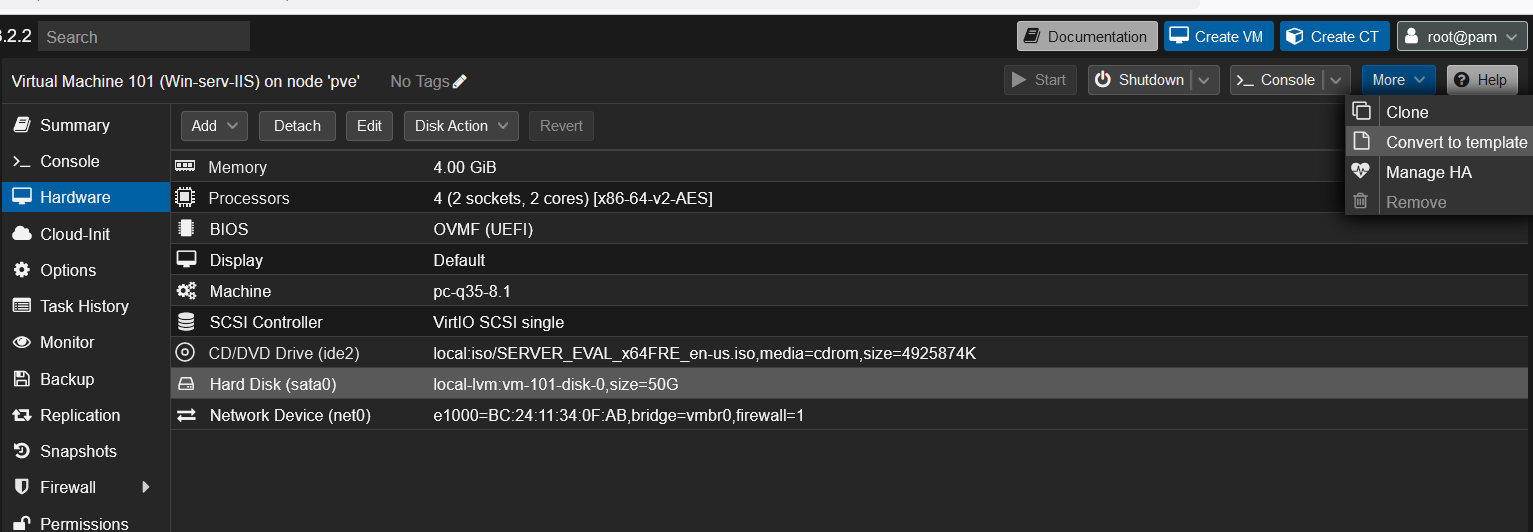 3.2.2 Search Documentation Create VM Create CT root@pam
Virtual Machine 101 (Win-serv-IIS) on node 'pve' No Tags Start Shutdown Console More Help
Summary
Console
Hardware
Cloud-Init
Options
Task History
Monitor
Backup
Replication
Snapshots
Firewall
Permissions
Add Detach Edit Disk Action Revert
Memory 4.00 GiB
Processors 4 (2 sockets, 2 cores) [x86-64-v2-AES]
BIOS OVMF (UEFI)
Display Default
Machine pc-q35-8.1
SCSI Controller VirtIO SCSI single
CD/DVD Drive (ide2) local:iso/SERVER_EVAL_x64FRE_en-us.iso,media=cdrom,size=4925874K
Hard Disk (sata0) local-lvm:vm-101-disk-0,size=50G
Network Device (net0) e1000=BC:24:11:34:0F:AB,bridge=vmbr0,firewall=1
Clone
Convert to template
Manage HA
Remove